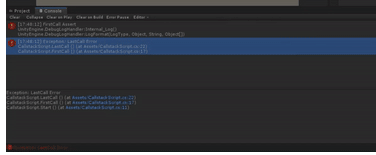 Project Console
Clear Collapse Clear on Play Clear on Build Error Pause Editor
[17:48:12] FirstCall Assert
UnityEngine.DebugLogHandler:Internal_Log()
UnityEngine.DebugLogHandler:LogFormat(LogType, Object, String, Object[])
[17:48:12] Exception: LastCall Error
Callstack-Script.LastCall () (at Assets/Callstack-Script.cs:22)
Callstack-Script.FirstCall () (at Assets/Callstack-Script.cs:17)
Exception: LastCall Error
Callstack-Script.LastCall () (at Assets/Callstack-Script.cs:22)
Callstack-Script.FirstCall () (at Assets/Callstack-Script.cs:17)
Callstack-Script.Start () (at Assets/Callstack-Script.cs:11)